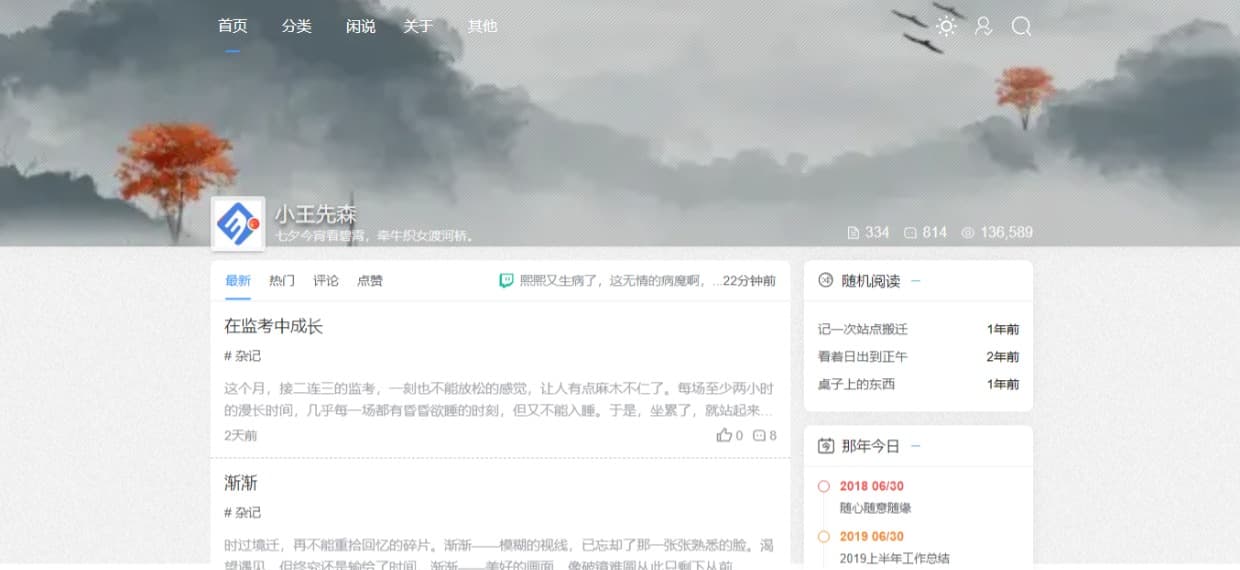 首页 分类 闲说 关于 其他
小王先森
七夕今宵看碧霄，牵牛织女渡河桥。
334 814 136,589
最新 热门 评论 点赞 熙熙又生病了，这无情的病魔啊，...22分钟前
在监考中成长
# 杂记
这个月，接二连三的监考，一刻也不能放松的感觉，让人有点麻木不仁了。每场至少两小时
的漫长时间，几乎每一场都有昏昏欲睡的时刻，但又不能入睡。于是，坐累了，就站起来...
2天前 0 8
渐渐
# 杂记
时过境迁，再不能重拾回忆的碎片。渐渐——模糊的视线，已忘却了那一张张熟悉的脸。渴
望遇见，但终究还是输给了时间。渐渐——美好的画面，像破镜难圆从此只剩下从前
随机阅读
记一次站点搬迁 1年前
看着日出到正午 2年前
桌子上的东西 1年前
那年今日
2018 06/30
随心随意随缘
2019 06/30
2019上半年工作总结